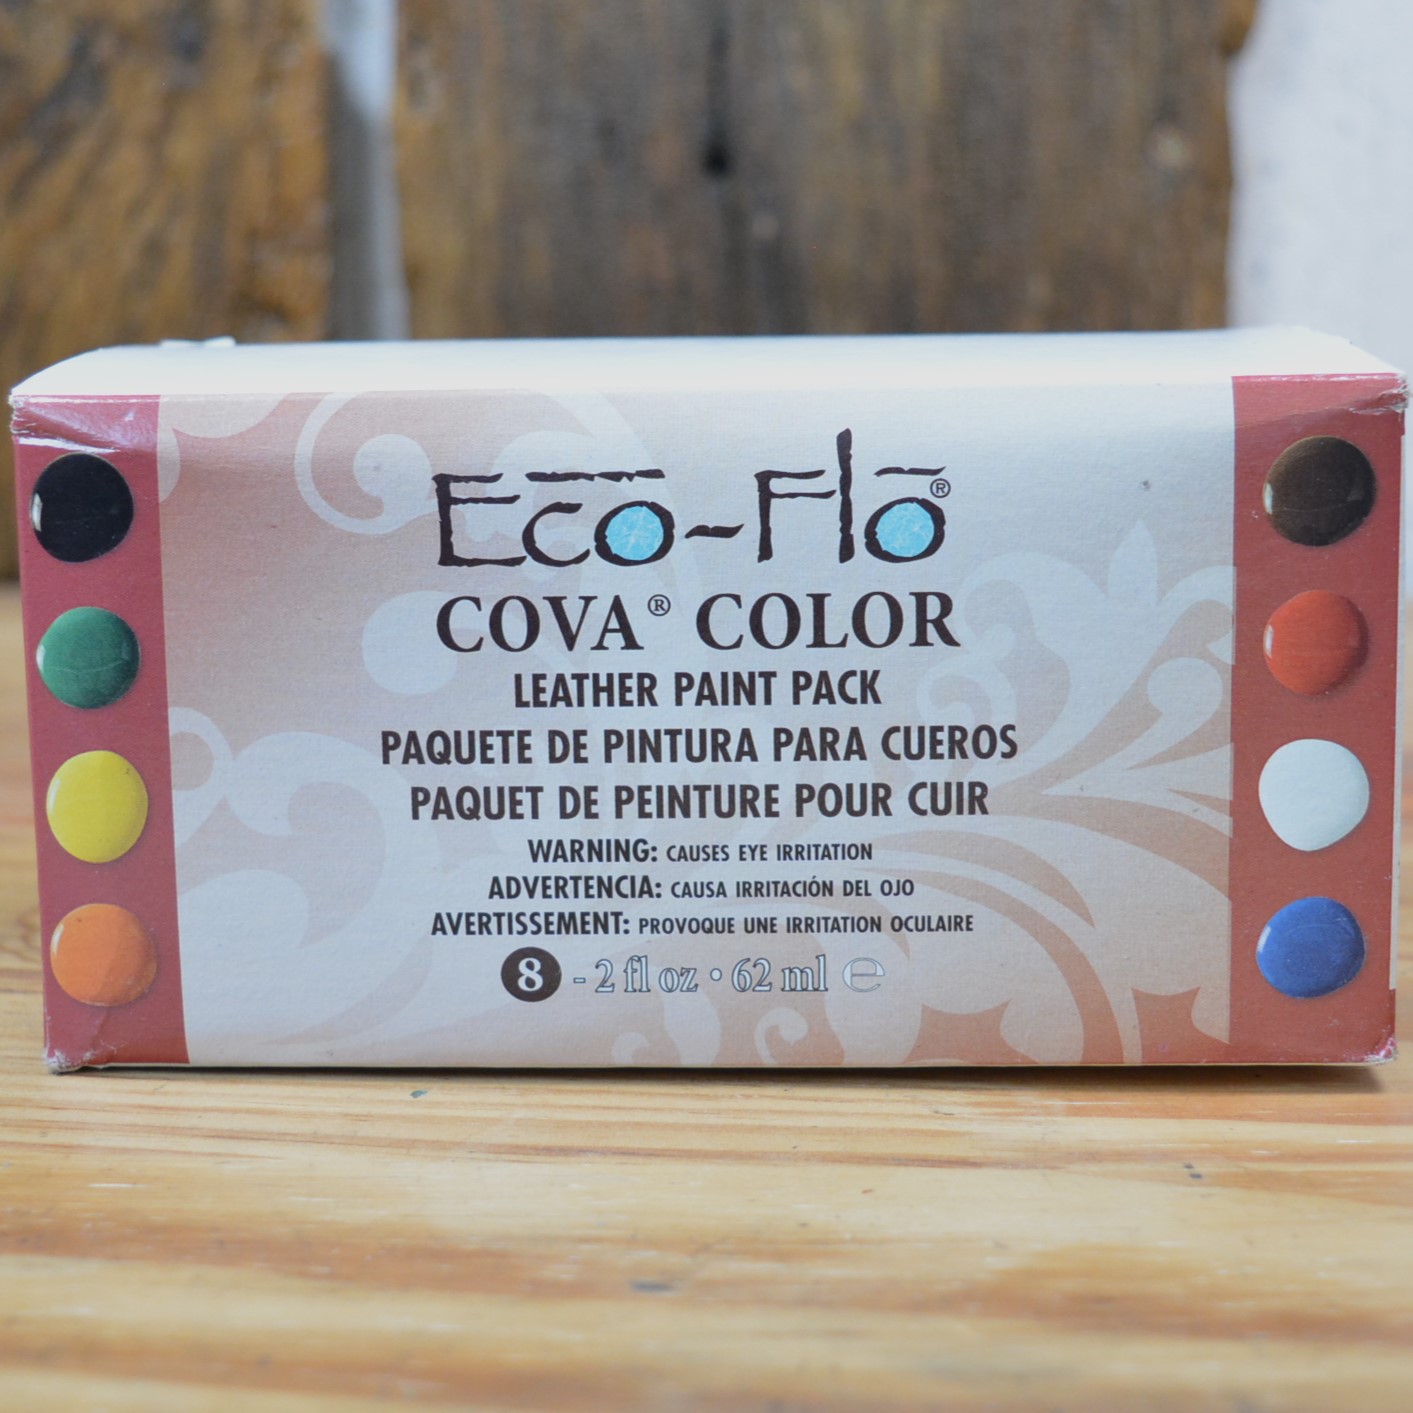 Eco-Flo®
COVA® COLOR
LEATHER PAINT PACK
PAQUETE DE PINTURA PARA CUEROS
PAQUET DE PEINTURE POUR CUIR
WARNING: CAUSES EYE IRRITATION
ADVERTENCIA: CAUSA IRRITACIÓN DEL OJO
AVERTISSEMENT: PROVOQUE UNE IRRITATION OCULAIRE
8 - 2 fl oz • 62 ml ℮